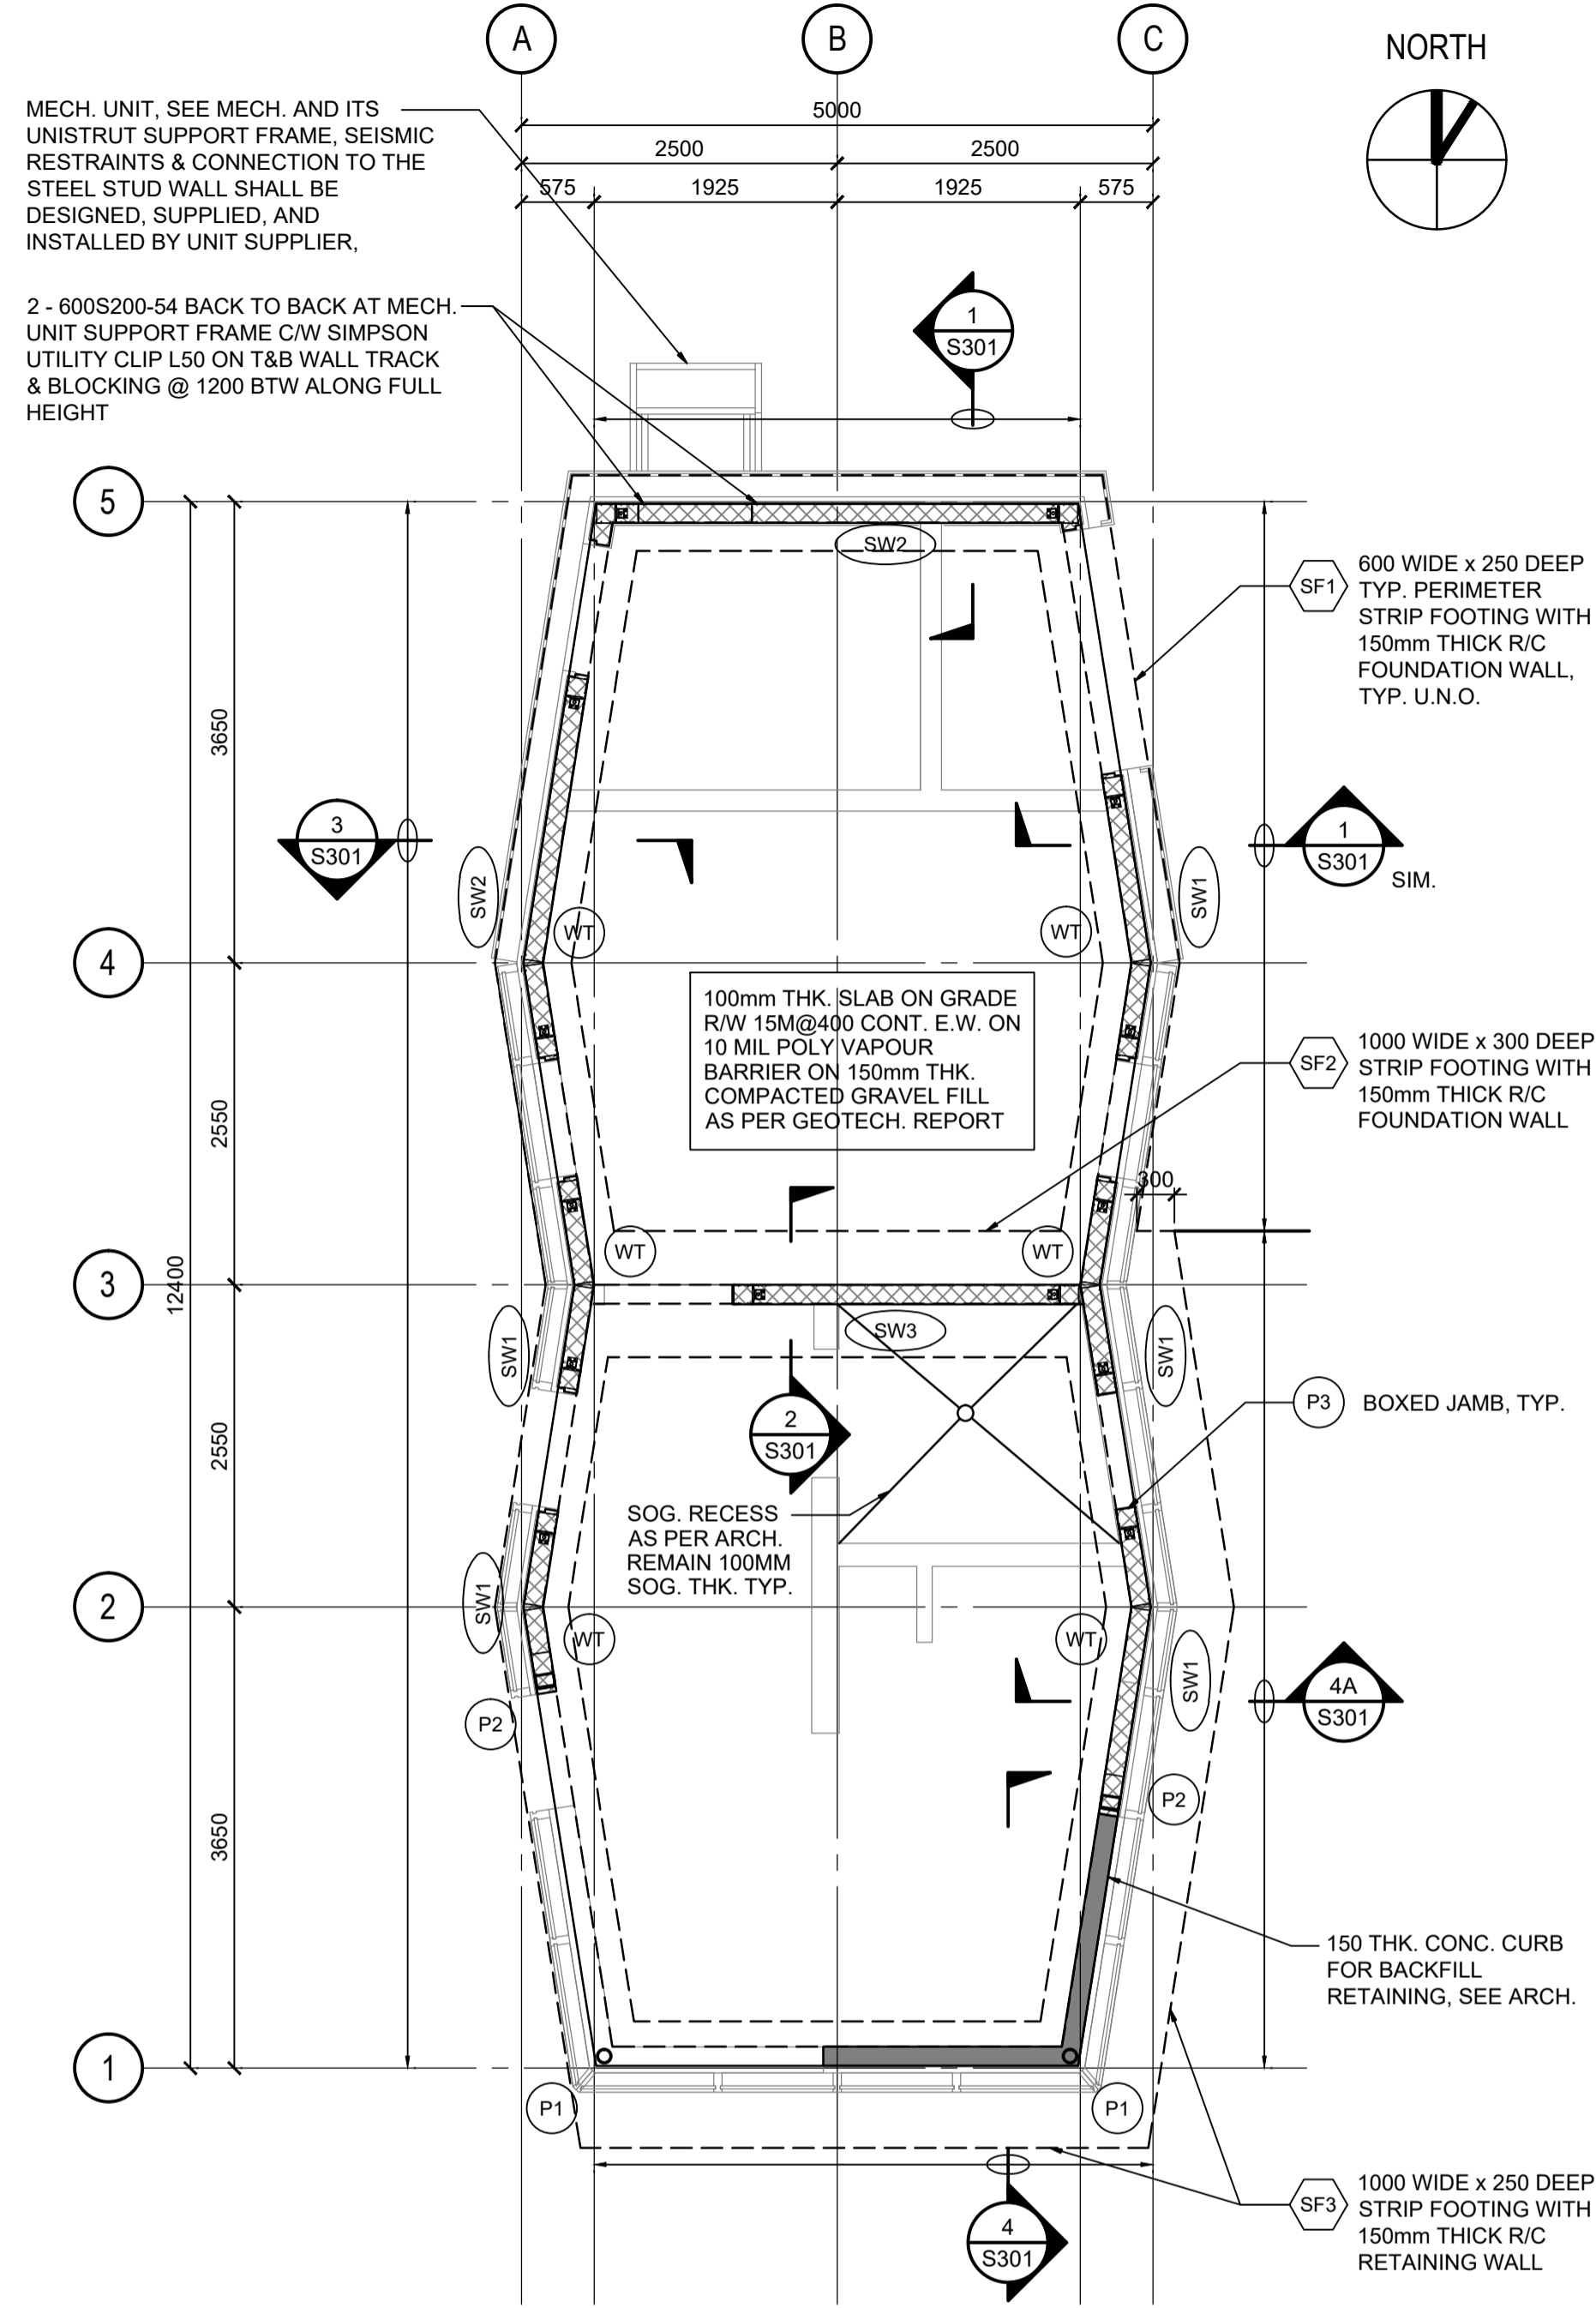 A
B
C
NORTH
5000
2500
2500
575
1925
1925
575
MECH. UNIT, SEE MECH. AND ITS
UNISTRUT SUPPORT FRAME, SEISMIC
RESTRAINTS & CONNECTION TO THE
STEEL STUD WALL SHALL BE
DESIGNED, SUPPLIED, AND
INSTALLED BY UNIT SUPPLIER,
2 - 600S200-54 BACK TO BACK AT MECH.
UNIT SUPPORT FRAME C/W SIMPSON
UTILITY CLIP L50 ON T&B WALL TRACK
& BLOCKING @ 1200 BTW ALONG FULL
HEIGHT
1
S301
5
SW2
SF1
600 WIDE x 250 DEEP
TYP. PERIMETER
STRIP FOOTING WITH
150mm THICK R/C
FOUNDATION WALL,
TYP. U.N.O.
3650
3
S301
1
S301
SIM.
SW2
SW1
WT
WT
4
100mm THK. SLAB ON GRADE
R/W 15M@400 CONT. E.W. ON
10 MIL POLY VAPOUR
BARRIER ON 150mm THK.
COMPACTED GRAVEL FILL
AS PER GEOTECH. REPORT
SF2
1000 WIDE x 300 DEEP
STRIP FOOTING WITH
150mm THICK R/C
FOUNDATION WALL
2550
300
WT
WT
3
12400
SW3
SW1
SW1
P3
BOXED JAMB, TYP.
2
S301
2550
SOG. RECESS
AS PER ARCH.
REMAIN 100MM
SOG. THK. TYP.
SW1
2
WT
WT
SW1
4A
S301
P2
P2
3650
150 THK. CONC. CURB
FOR BACKFILL
RETAINING, SEE ARCH.
1
P1
P1
SF3
1000 WIDE x 250 DEEP
STRIP FOOTING WITH
150mm THICK R/C
RETAINING WALL
4
S301